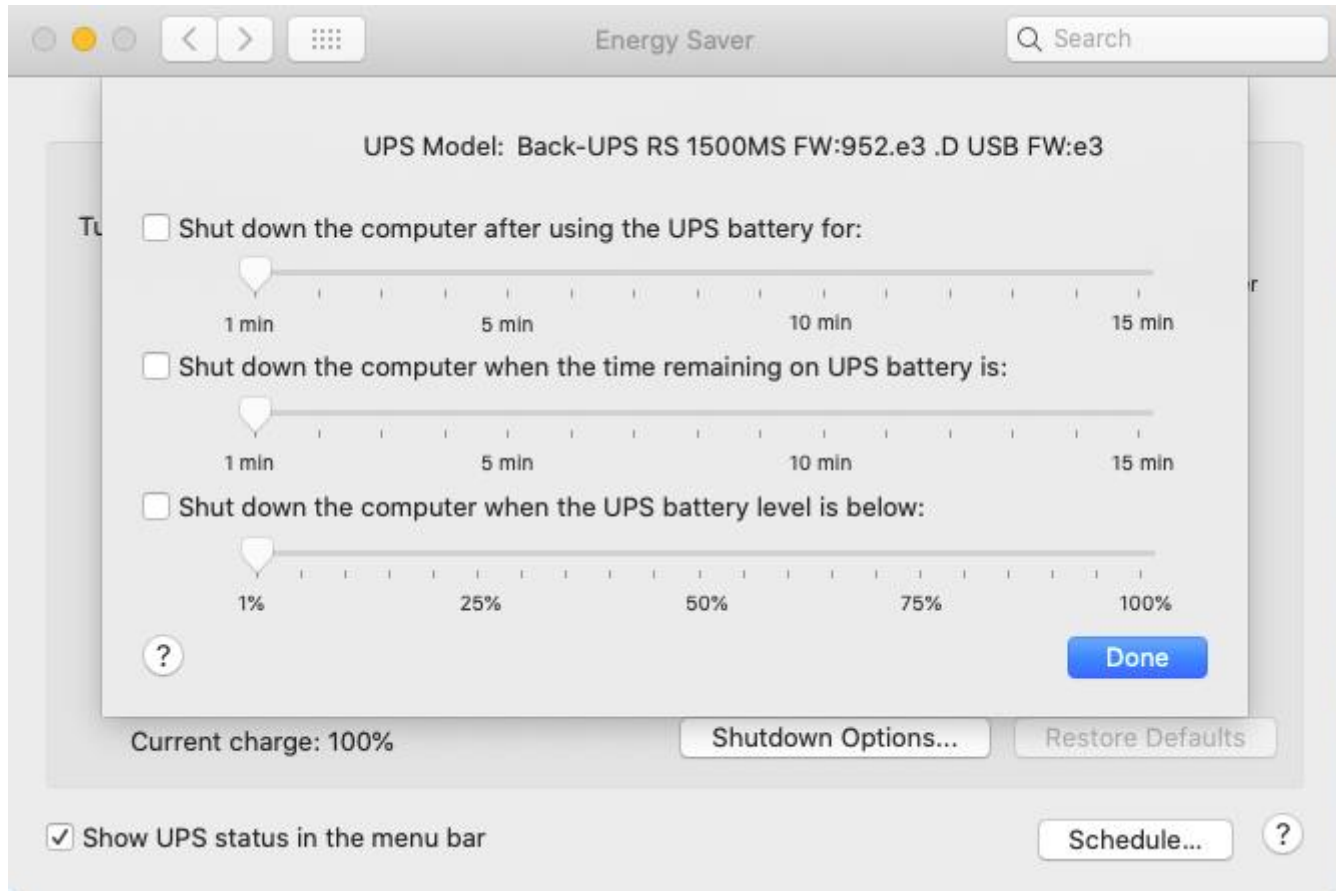 Energy Saver
Search
UPS Model: Back-UPS RS 1500MS FW:952.e3 .D USB FW:e3
Tu
Shut down the computer after using the UPS battery for:
r
1 min 5 min 10 min 15 min
Shut down the computer when the time remaining on UPS battery is:
1 min 5 min 10 min 15 min
Shut down the computer when the UPS battery level is below:
1% 25% 50% 75% 100%
? Done
Current charge: 100% Shutdown Options... Restore Defaults
Show UPS status in the menu bar Schedule... ?